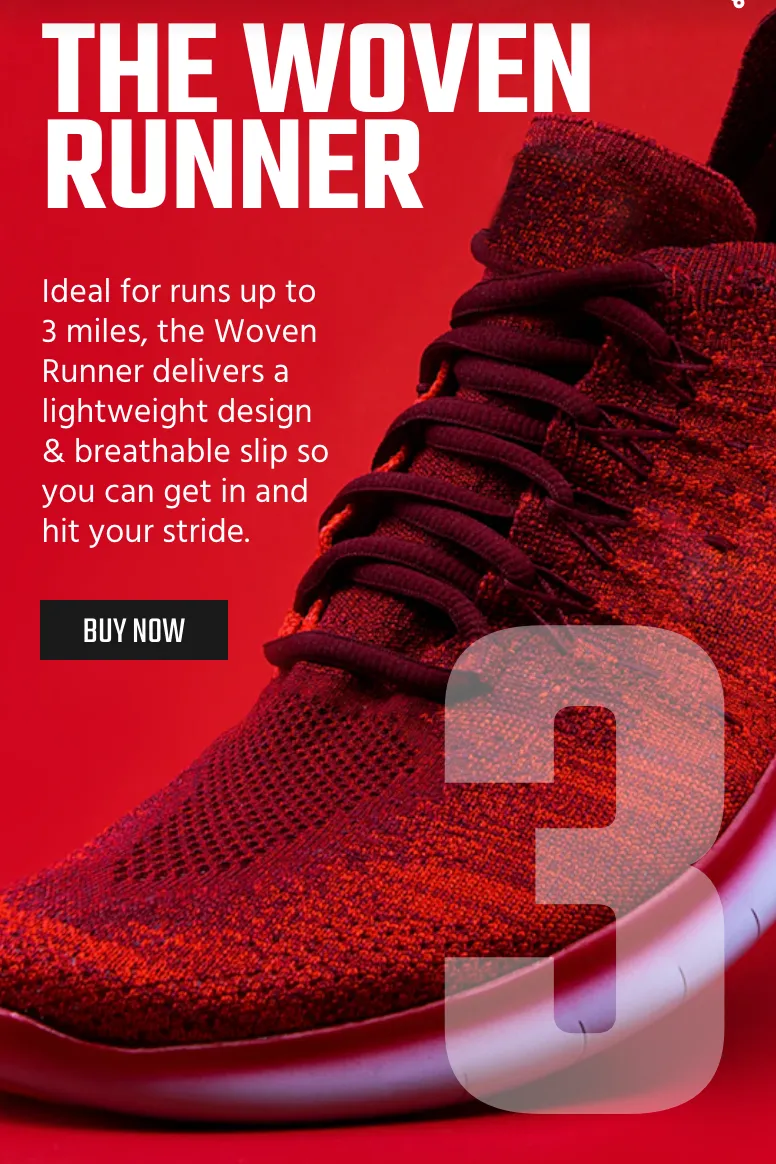 THE WOVEN
RUNNER
Ideal for runs up to
3 miles, the Woven
Runner delivers a
lightweight design
& breathable slip so
you can get in and
hit your stride.
BUY NOW
3